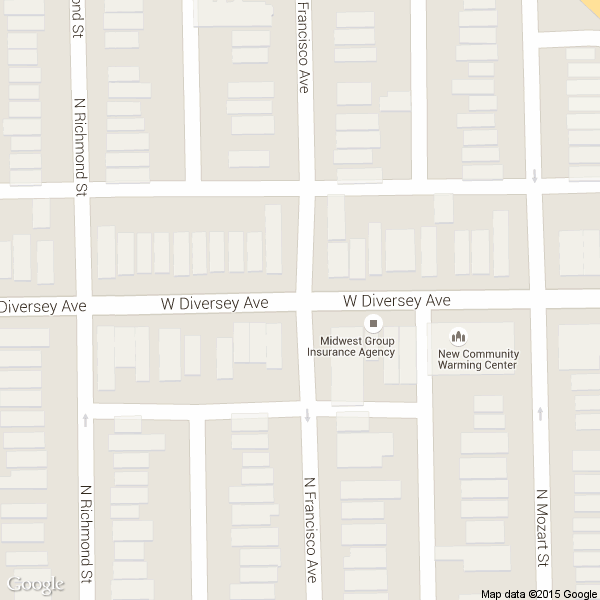 ond St
Francisco Ave
N Richmond St
Diversey Ave
W Diversey Ave
W Diversey Ave
Midwest Group
Insurance Agency
New Community
Warming Center
N Richmond St
N Francisco Ave
N Mozart St
Google
Map data ©2015 Google